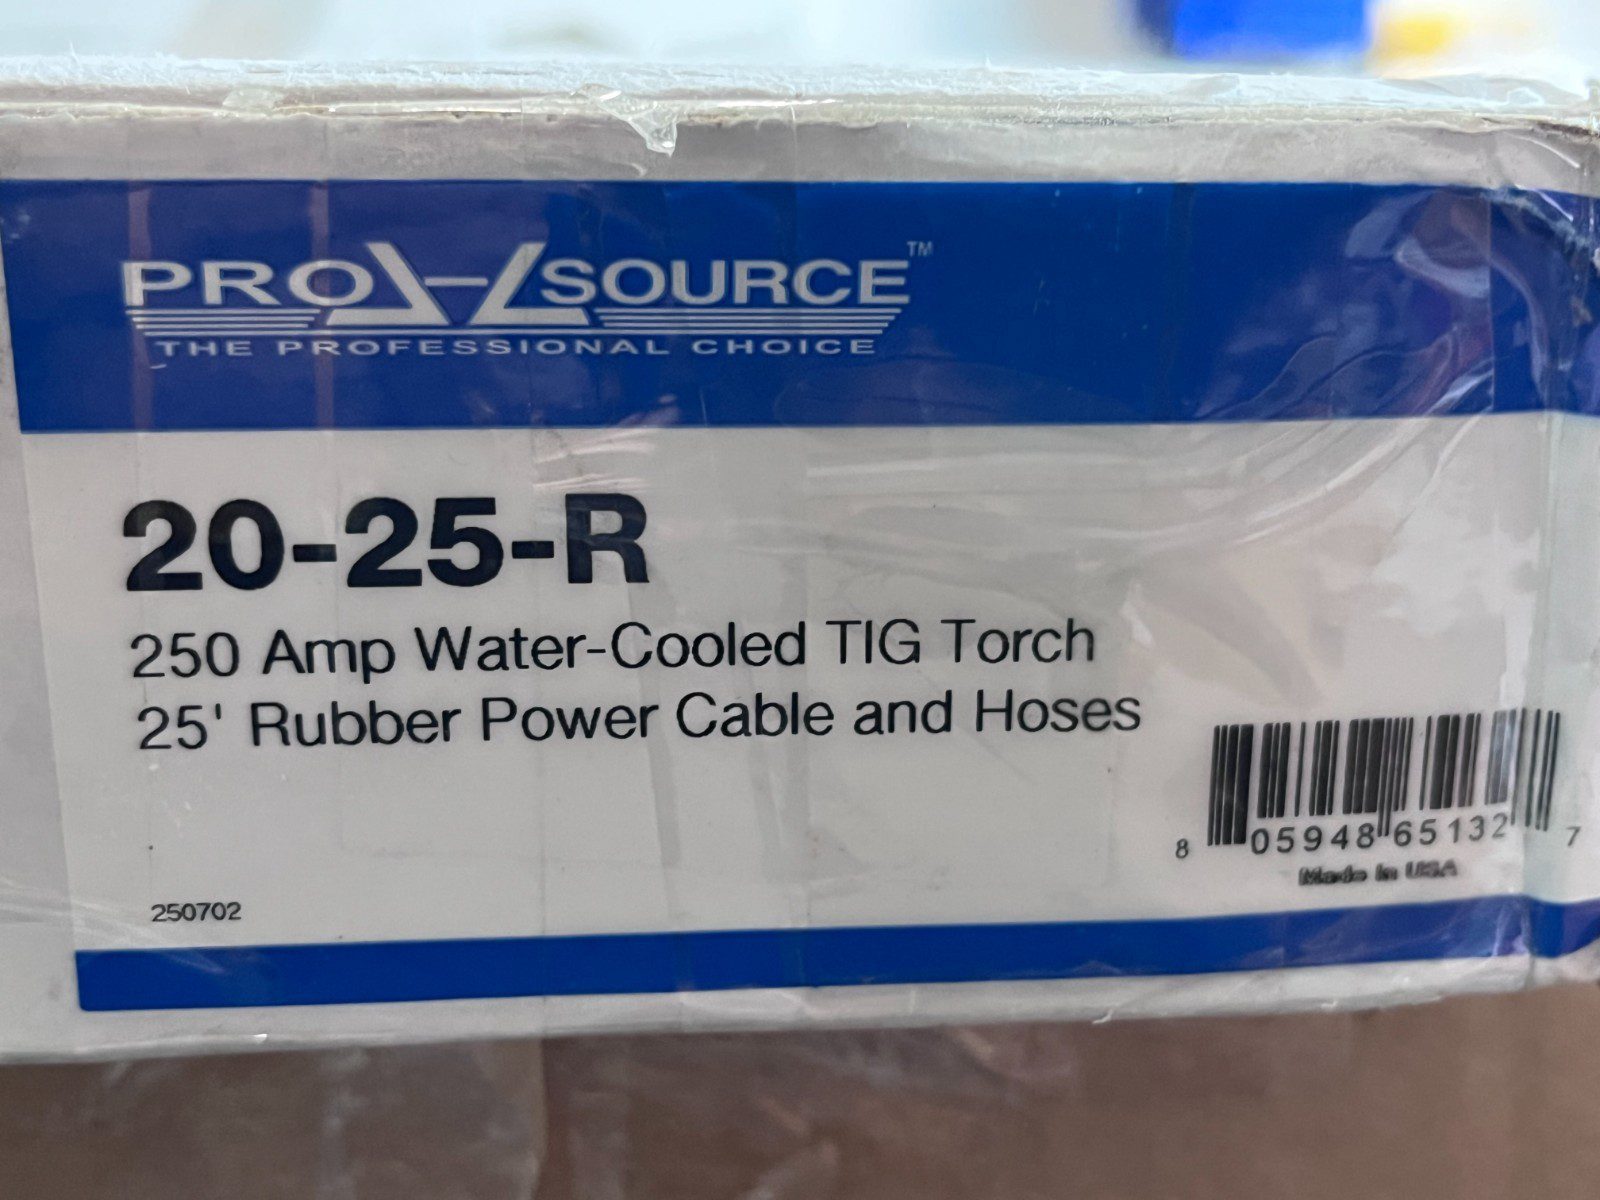 PRO SOURCE™
THE PROFESSIONAL CHOICE
20-25-R
250 Amp Water-Cooled TIG Torch
25' Rubber Power Cable and Hoses
8 05948 65132 7
Made In USA
250702